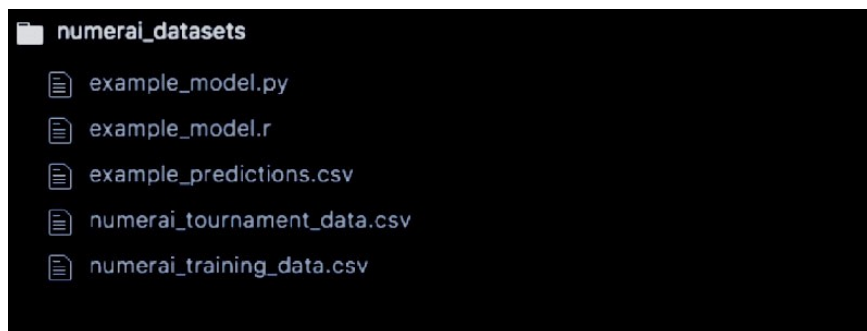 numerai_datasets
example_model.py
example_model.r
example_predictions.csv
numerai_tournament_data.csv
numerai_training_data.csv